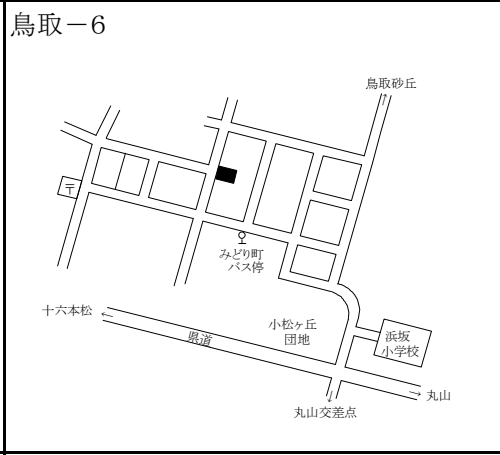 鳥取－6
鳥取砂丘
〒
みどり町
バス停
十六本松
県道
小松ヶ丘
団地
浜坂
小学校
丸山
丸山交差点